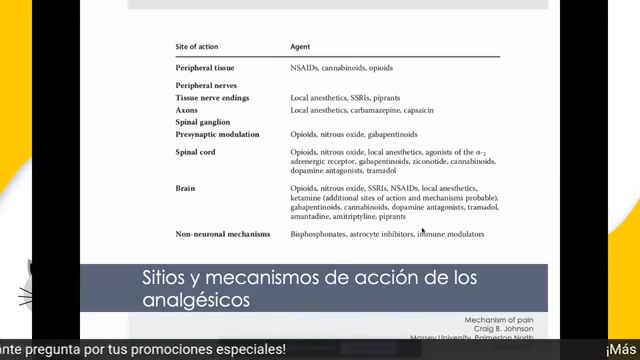 Site of action Agent
Peripheral tissue NSAIDs, cannabinoids, opioids
Peripheral nerves
Tissue nerve endings Local anesthetics, SSRIs, piprants
Axons Local anesthetics, carbamazepine, capsaicin
Spinal ganglion
Presynaptic modulation Opioids, nitrous oxide, gabapentinoids
Spinal cord Opioids, nitrous oxide, local anesthetics, agonists of the α-2
adrenergic receptor, gabapentinoids, ziconotide, cannabinoids,
dopamine antagonists, tramadol
Brain Opioids, nitrous oxide, SSRIs, NSAIDs, local anesthetics,
ketamine (additional sites of action and mechanisms probable),
gabapentinoids, cannabinoids, dopamine antagonists, tramadol,
amantadine, amitriptyline, piprants
Non-neuronal mechanisms Bisphosphonates, astrocyte inhibitors, immune modulators
Sitios y mecanismos de acción de los
analgésicos
Mechanism of pain
Craig B. Johnson
Massey University, Palmeston North
ante pregunta por tus promociones especiales! ¡Más